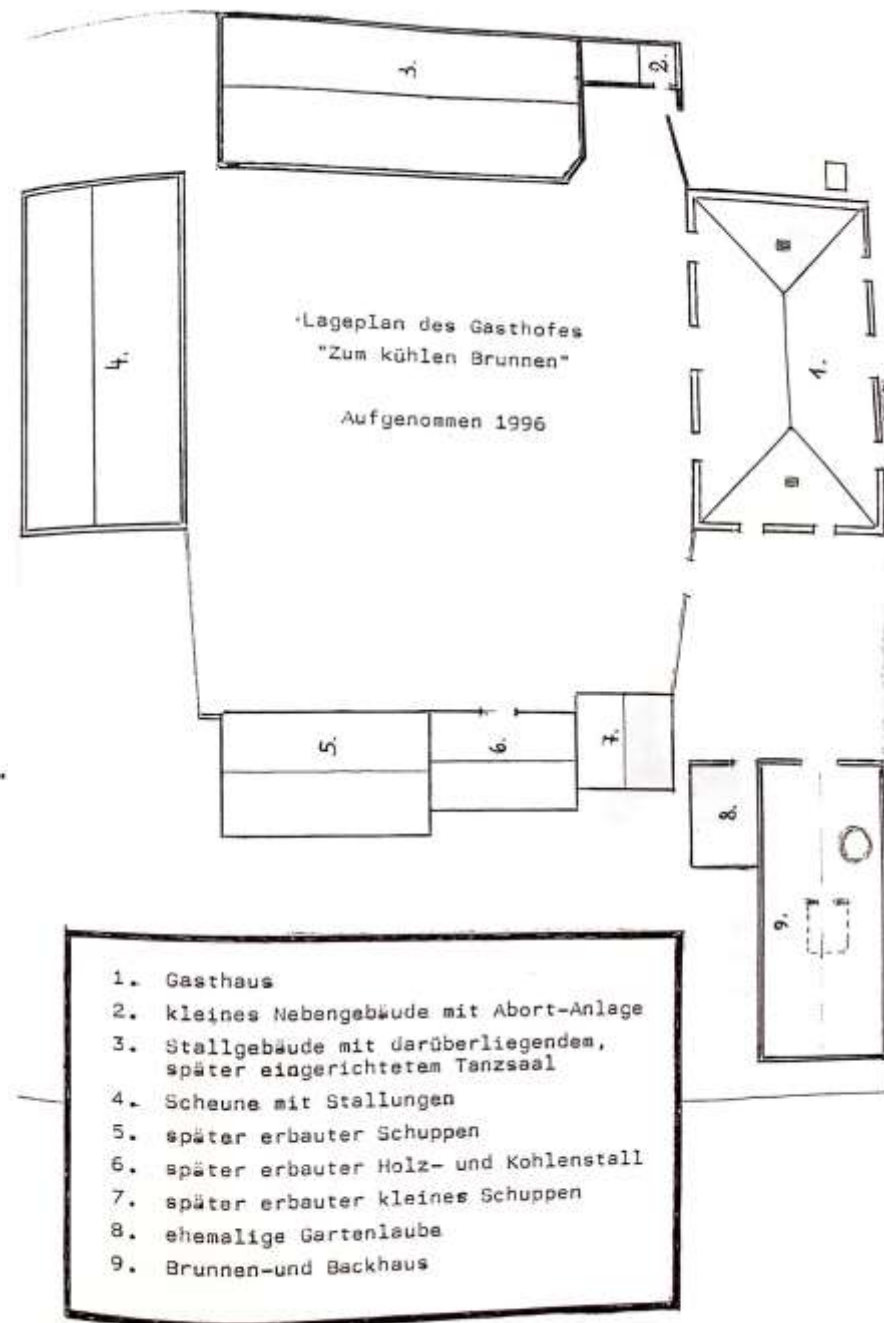 3.
2.
4.
Lageplan des Gasthofes
"Zum kühlen Brunnen"
Aufgenommen 1996
1.
5.
6.
7.
8.
9.
1. Gasthaus
2. kleines Nebengebäude mit Abort-Anlage
3. Stallgebäude mit darüberliegendem,
später eingerichtetem Tanzsaal
4. Scheune mit Stallungen
5. später erbauter Schuppen
6. später erbauter Holz- und Kohlenstall
7. später erbauter kleines Schuppen
8. ehemalige Gartenlaube
9. Brunnen-und Backhaus